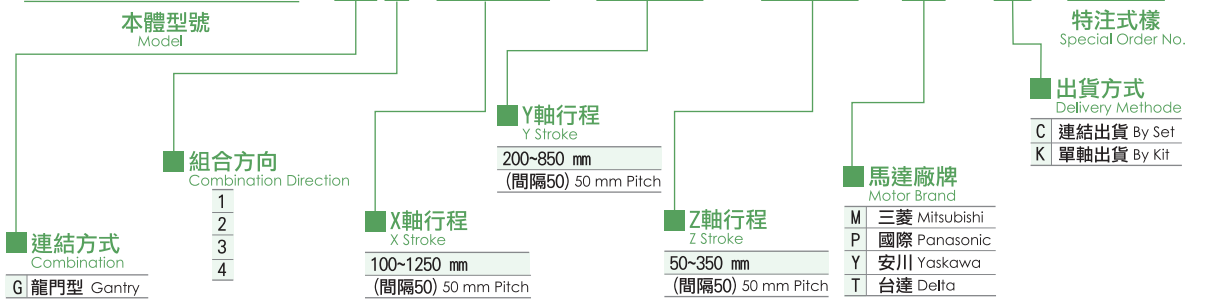 本體型號
Model
特注式樣
Special Order No.
出貨方式
Delivery Methode
C 連結出貨 By Set
K 單軸出貨 By Kit
Y軸行程
Y Stroke
200~850 mm
(間隔50) 50 mm Pitch
組合方向
Combination Direction
1
2
3
4
馬達廠牌
Motor Brand
M 三菱 Mitsubishi
P 國際 Panasonic
Y 安川 Yaskawa
T 台達 Delta
X軸行程
X Stroke
100~1250 mm
(間隔50) 50 mm Pitch
Z軸行程
Z Stroke
50~350 mm
(間隔50) 50 mm Pitch
連結方式
Combination
G 龍門型 Gantry